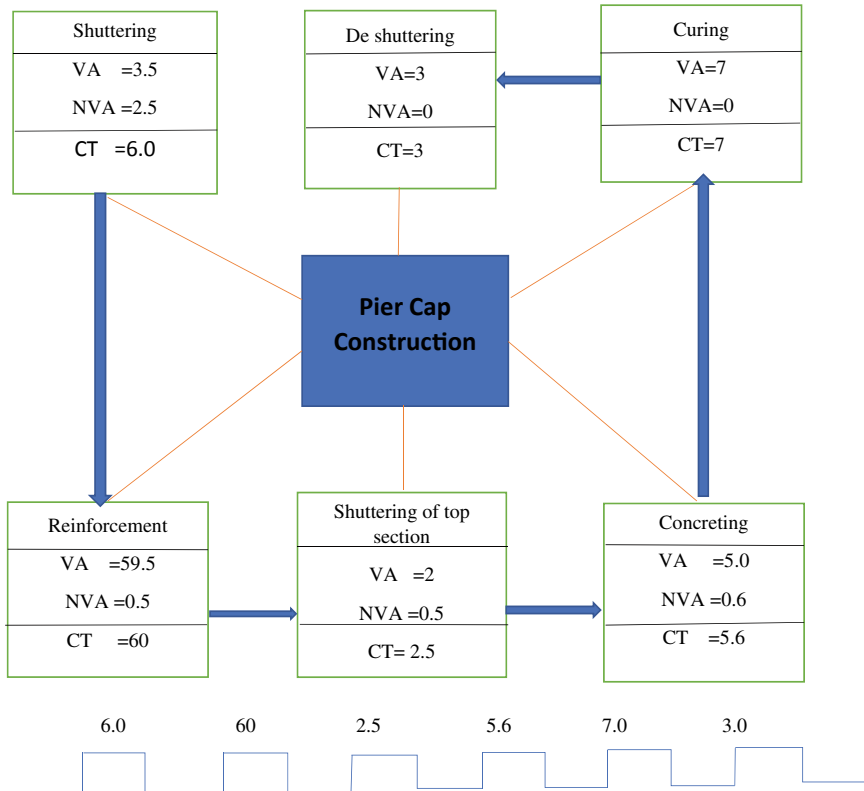 Shuttering
VA =3.5
NVA =2.5
CT =6.0
De shuttering
VA=3
NVA=0
CT=3
Curing
VA=7
NVA=0
CT=7
Pier Cap
Construction
Reinforcement
VA =59.5
NVA =0.5
CT =60
Shuttering of top
section
VA =2
NVA =0.5
CT= 2.5
Concreting
VA =5.0
NVA =0.6
CT =5.6
6.0 60 2.5 5.6 7.0 3.0